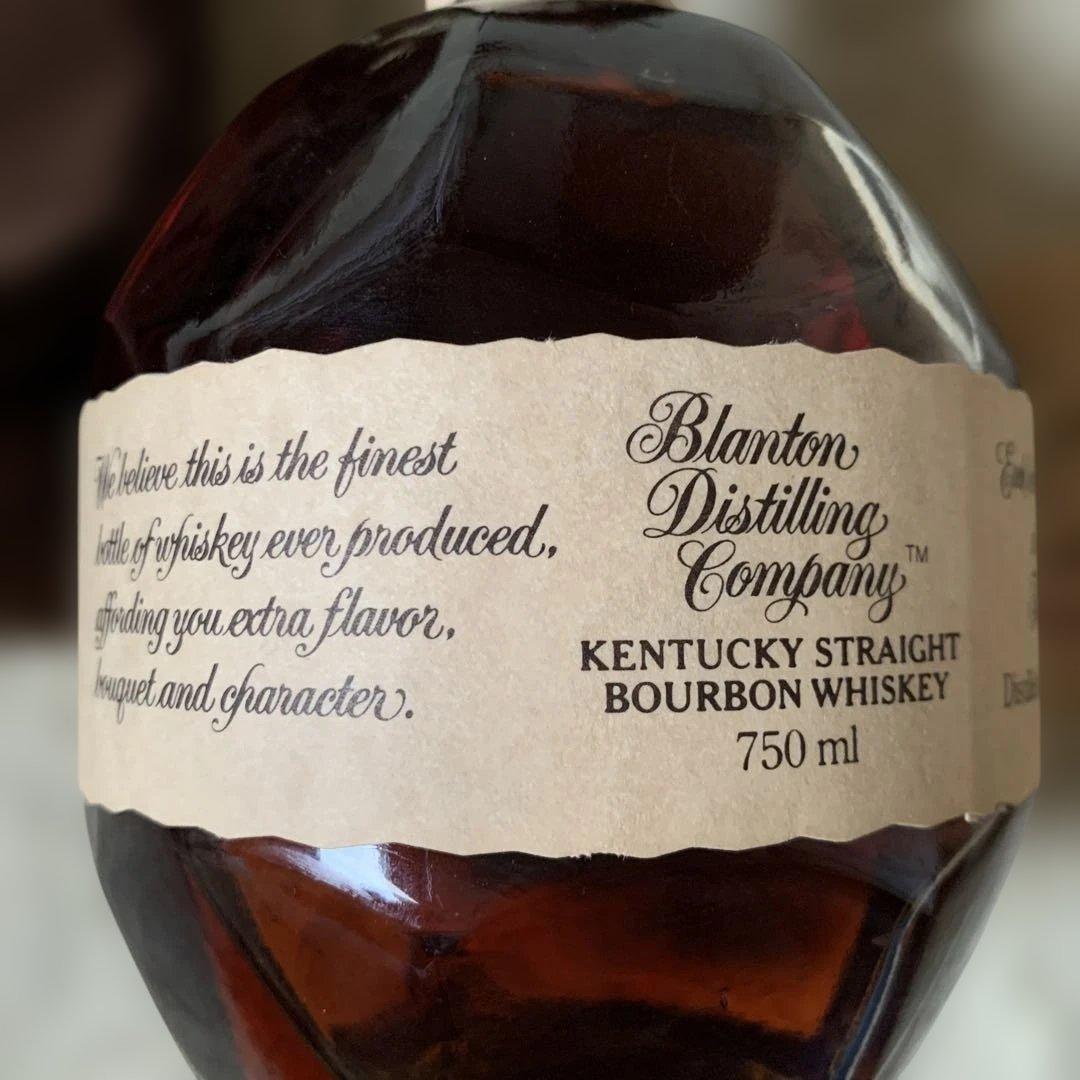 We believe this is the finest
bottle of whiskey ever produced,
affording you extra flavor,
bouquet and character.
Blanton
Distilling
Company™
KENTUCKY STRAIGHT
BOURBON WHISKEY
750 ml